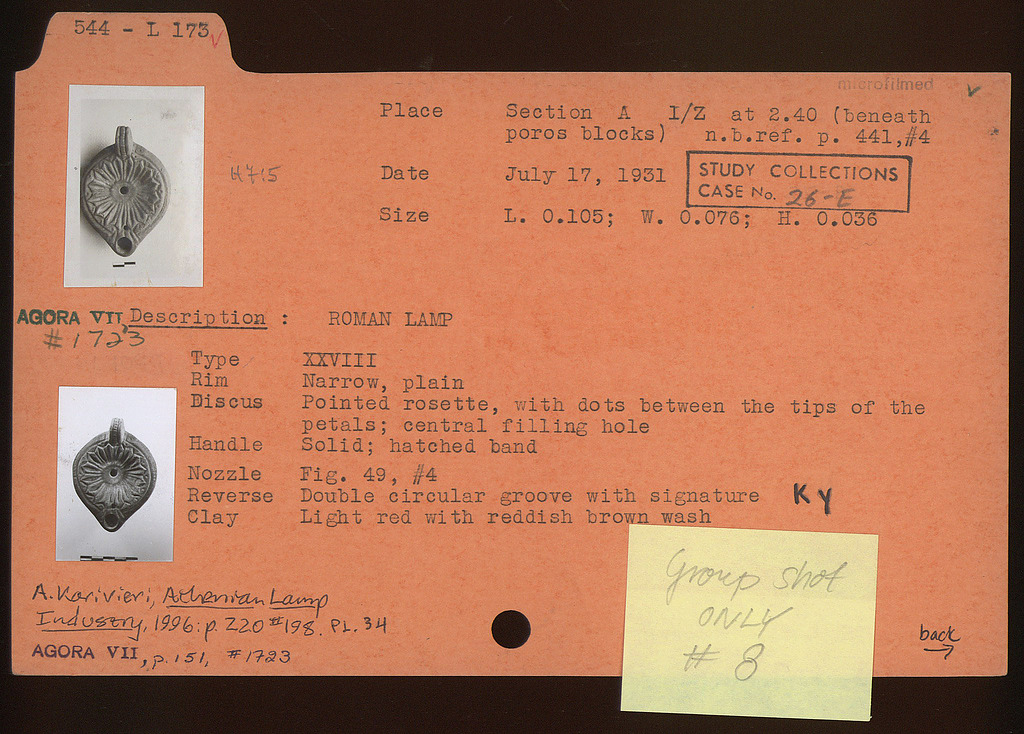 544 - L 173
microfilmed
Place Section A I/Z at 2.40 (beneath
poros blocks) n.b.ref. p. 441,#4
H715
Date July 17, 1931
STUDY COLLECTIONS
CASE No. 26-E
Size L. 0.105; W. 0.076; H. 0.036
AGORA VII
#1723
Description : ROMAN LAMP
Type XXVIII
Rim Narrow, plain
Discus Pointed rosette, with dots between the tips of the
petals; central filling hole
Handle Solid; hatched band
Nozzle Fig. 49, #4
Reverse Double circular groove with signature Ky
Clay Light red with reddish brown wash
A. Karivieri, Athenian Lamp
Industry, 1996: p. 220 #198. PL. 34
AGORA VII, p. 151, #1723
Group shot
ONLY
# 8
back